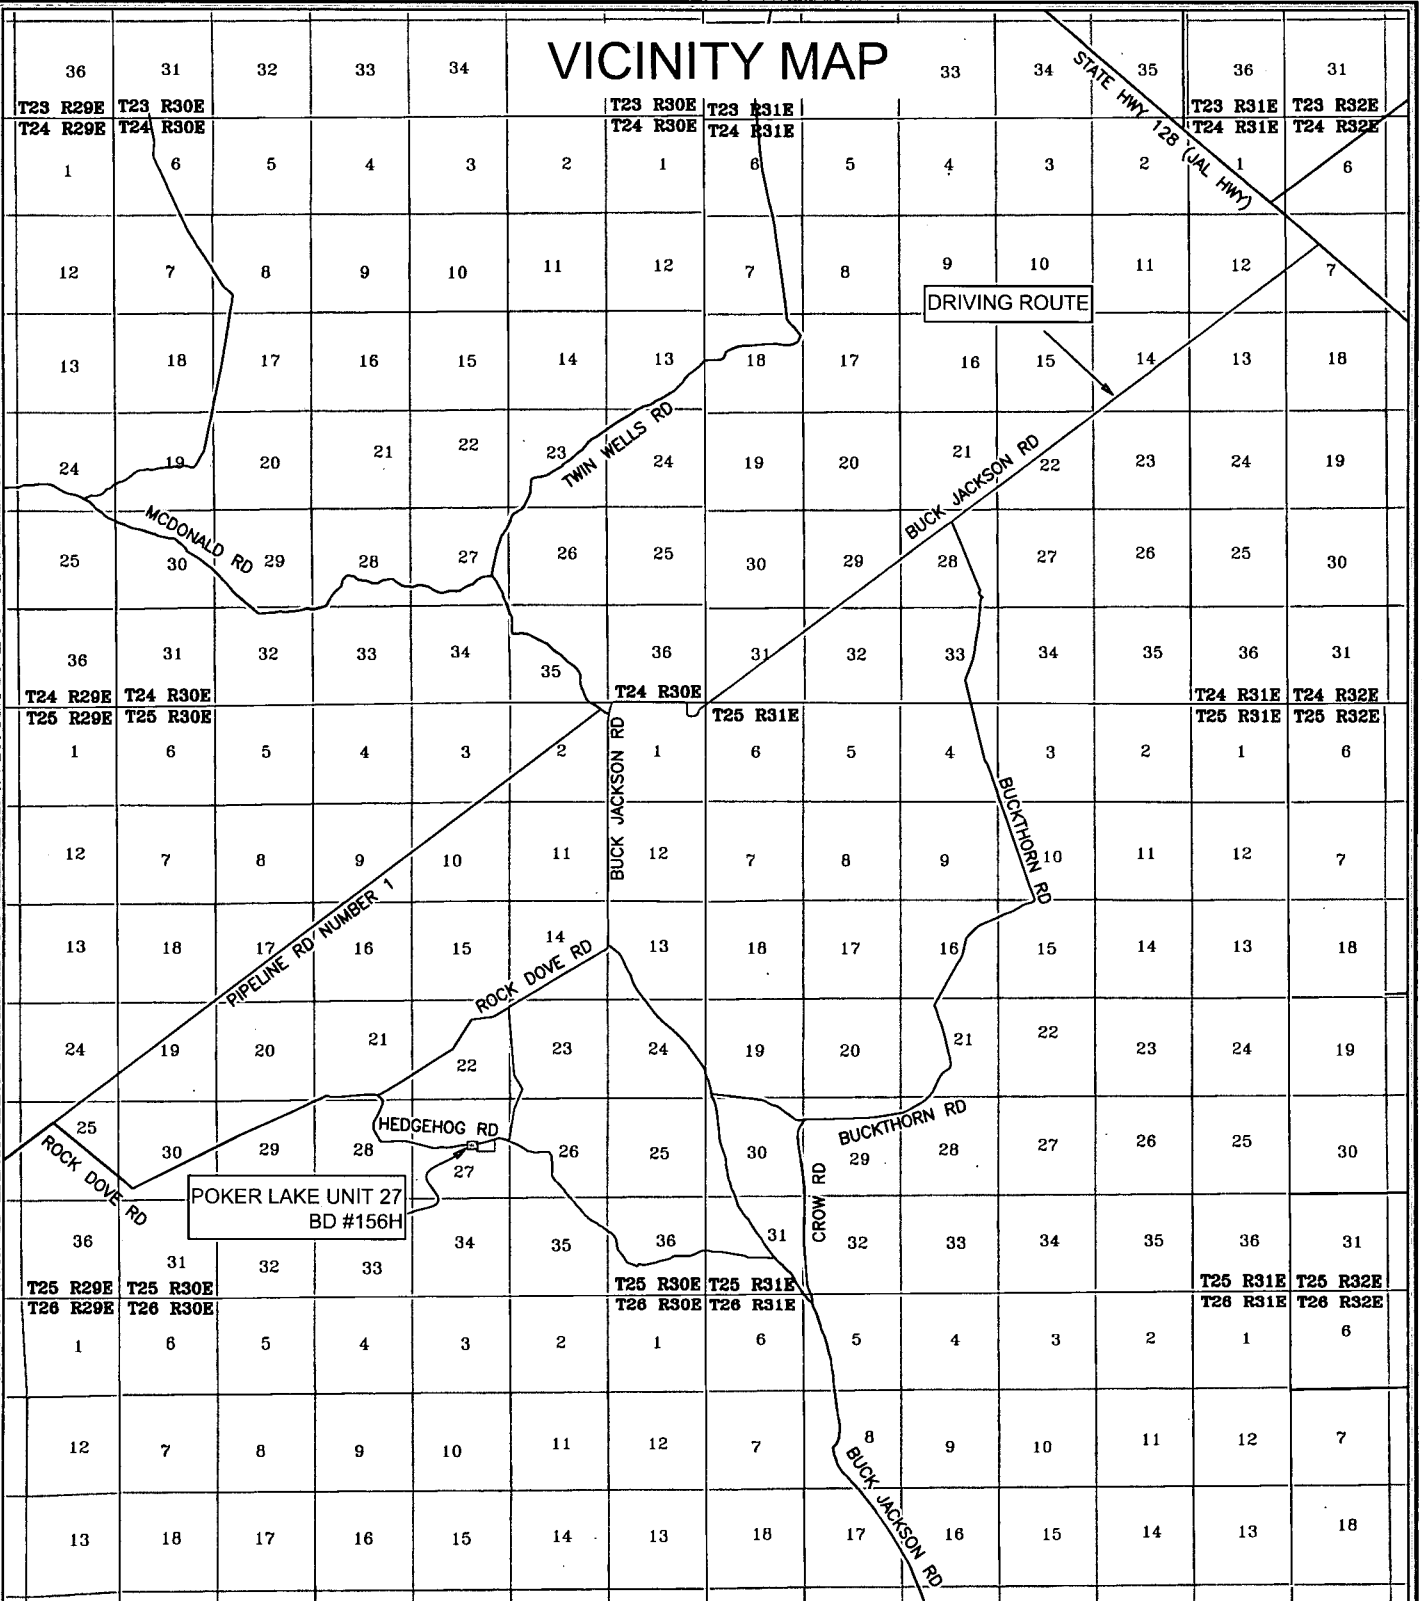 VICINITY MAP
36 31 32 33 34 33 34 35 36 31
STATE HWY 128 (JAL HWY)
T23 R29E T23 R30E T23 R30E T23 R31E T23 R31E T23 R32E
T24 R29E T24 R30E T24 R30E T24 R31E T24 R31E T24 R32E
1 6 5 4 3 2 1 6 5 4 3 2 1 6
12 7 8 9 10 11 12 7 8 9 10 11 12 7
DRIVING ROUTE
13 18 17 16 15 14 13 18 17 16 15 14 13 18
TWIN WELLS RD
24 19 20 21 22 23 24 19 20 21 22 23 24 19
BUCK JACKSON RD
MCDONALD RD
25 30 29 28 27 26 25 30 29 28 27 26 25 30
36 31 32 33 34 35 36 31 32 33 34 35 36 31
T24 R29E T24 R30E T24 R30E T24 R31E T24 R32E
T25 R29E T25 R30E T25 R31E T25 R31E T25 R32E
1 6 5 4 3 2 1 6 5 4 3 2 1 6
BUCK JACKSON RD
BUCKTHORN RD
12 7 8 9 10 11 12 7 8 9 10 11 12 7
PIPELINE RD NUMBER 1
13 18 17 16 15 14 13 18 17 16 15 14 13 18
ROCK DOVE RD
24 19 20 21 22 23 24 19 20 21 22 23 24 19
HEDGEHOG RD
BUCKTHORN RD
25 30 29 28 27 26 25 30 29 28 27 26 25 30
ROCK DOVE RD
CROW RD
POKER LAKE UNIT 27
BD #156H
36 31 32 33 34 35 36 31 32 33 34 35 36 31
T25 R29E T25 R30E T25 R30E T25 R31E T25 R31E T25 R32E
T26 R29E T26 R30E T26 R30E T26 R31E T26 R31E T26 R32E
1 6 5 4 3 2 1 6 5 4 3 2 1 6
12 7 8 9 10 11 12 7 8 9 10 11 12 7
BUCK JACKSON RD
13 18 17 16 15 14 13 18 17 16 15 14 13 18